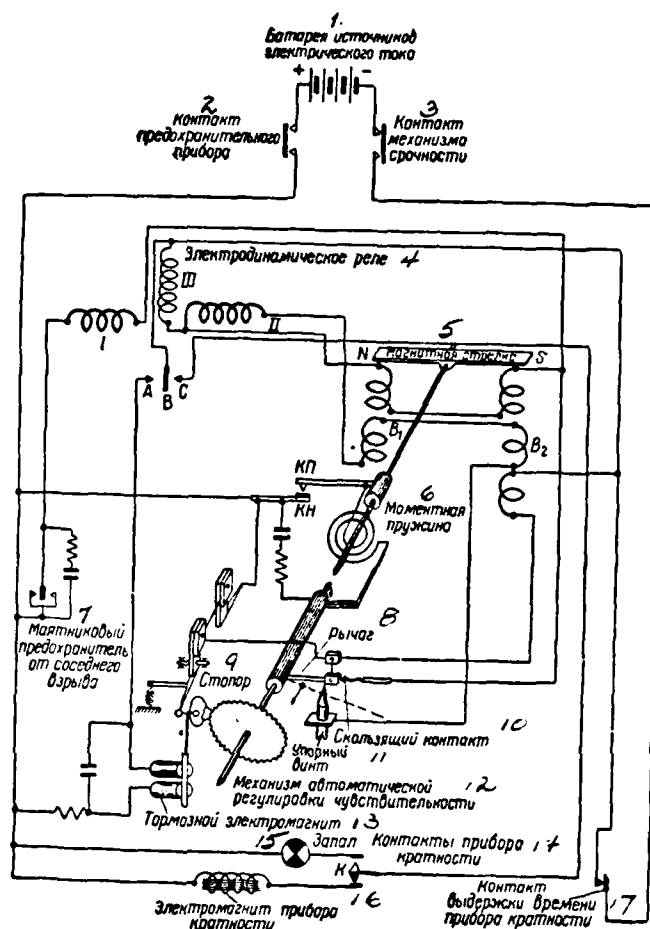 1.
Батарея источников
электрического тока
+ −
2
Контакт
предохранительного
прибора
3
Контакт
механизма
срочности
Электродинамическое реле 4
III
II
I
A B C
5
N магнитная стрелка S
B₁
B₂
КП
КН
6
Моментная
пружина
7
Маятниковый
предохранитель
от соседнего
взрыва
8
Рычаг
9
Стопор
10
Скользящий контакт
Упорный
винт
11
Механизм автоматической
регулировки чувствительности
12
Тормозной электромагнит 13
15 Запал
Контакты прибора
кратности
14
К
16
Электромагнит прибора
кратности
Контакт
выдержки времени
прибора кратности
17